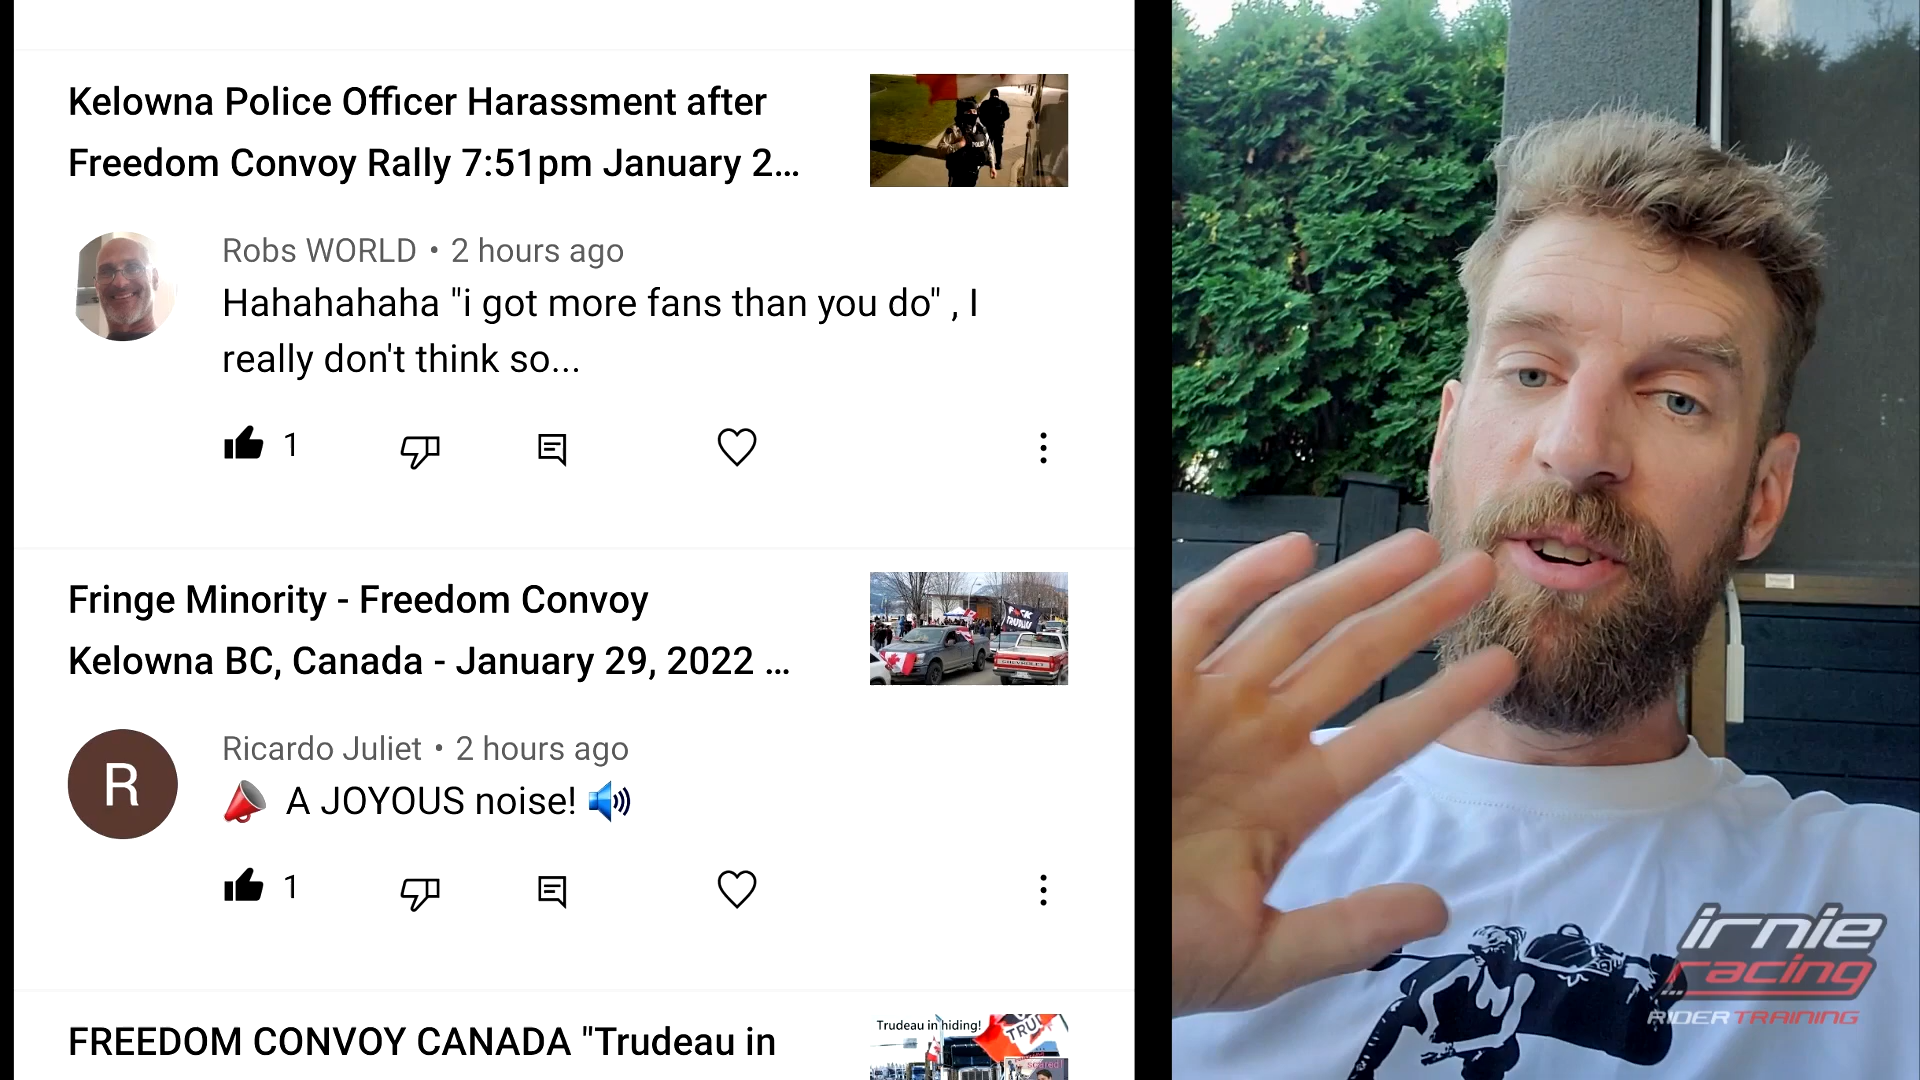 Kelowna Police Officer Harassment after
Freedom Convoy Rally 7:51pm January 2...
Robs WORLD • 2 hours ago
Hahahahaha "i got more fans than you do" , I
really don't think so...
1
Fringe Minority - Freedom Convoy
Kelowna BC, Canada - January 29, 2022 ...
R
Ricardo Juliet • 2 hours ago
A JOYOUS noise!
1
FREEDOM CONVOY CANADA "Trudeau in
Trudeau in hiding!
irnie
racing
RIDER TRAINING